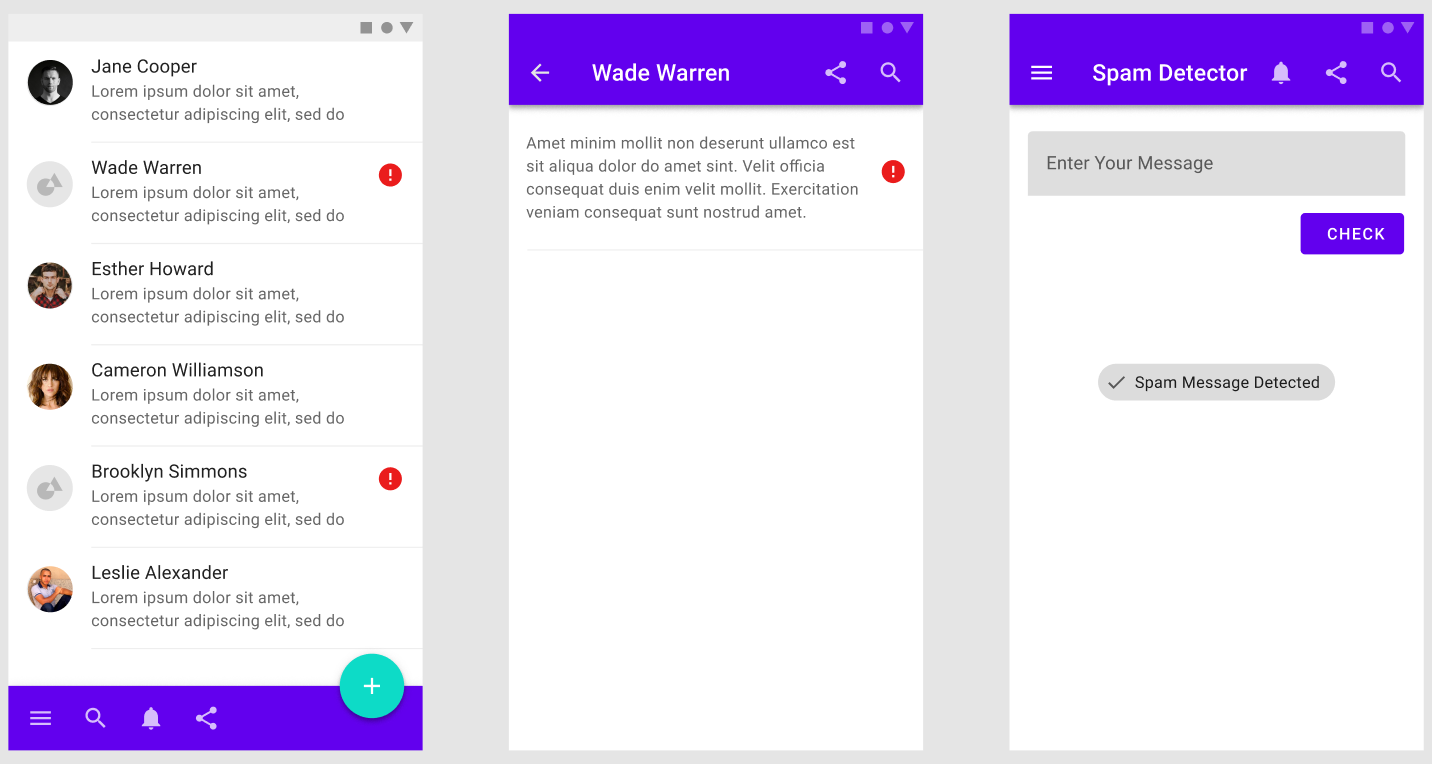 Jane Cooper
Lorem ipsum dolor sit amet,
consectetur adipiscing elit, sed do
Wade Warren
Lorem ipsum dolor sit amet,
consectetur adipiscing elit, sed do
Esther Howard
Lorem ipsum dolor sit amet,
consectetur adipiscing elit, sed do
Cameron Williamson
Lorem ipsum dolor sit amet,
consectetur adipiscing elit, sed do
Brooklyn Simmons
Lorem ipsum dolor sit amet,
consectetur adipiscing elit, sed do
Leslie Alexander
Lorem ipsum dolor sit amet,
consectetur adipiscing elit, sed do
Wade Warren
Amet minim mollit non deserunt ullamco est
sit aliqua dolor do amet sint. Velit officia
consequat duis enim velit mollit. Exercitation
veniam consequat sunt nostrud amet.
Spam Detector
Enter Your Message
CHECK
Spam Message Detected